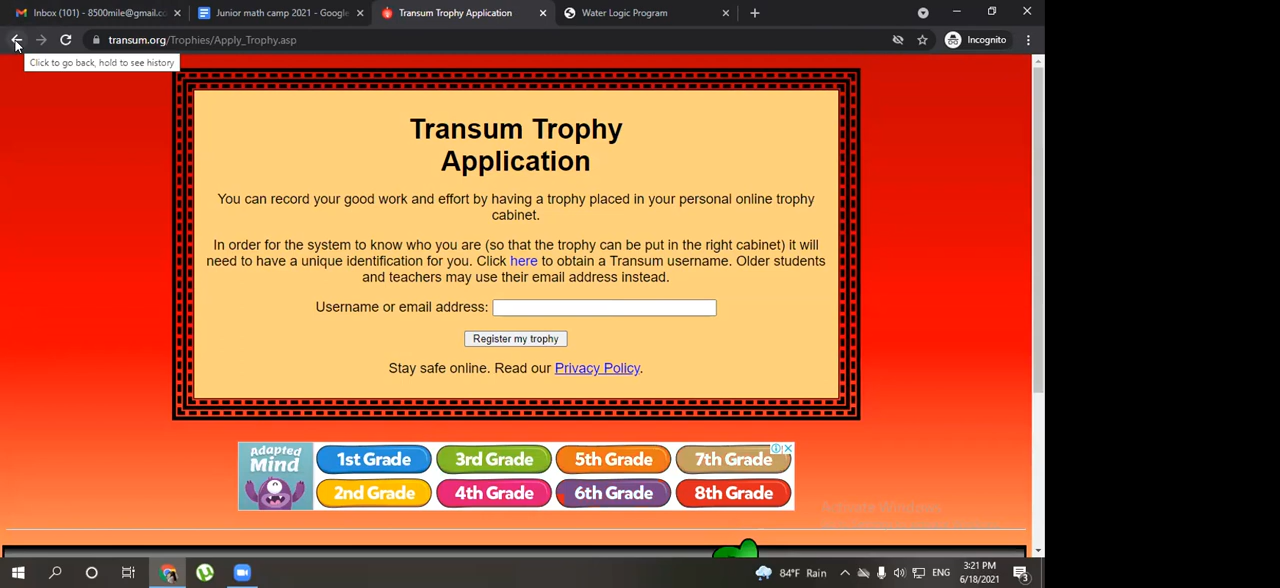 Inbox (101) - 8500mile@gmail.co
Junior math camp 2021 - Google
Transum Trophy Application
Water Logic Program
transum.org/Trophies/Apply_Trophy.asp
Incognito
Click to go back, hold to see history
Transum Trophy
Application
You can record your good work and effort by having a trophy placed in your personal online trophy
cabinet.
In order for the system to know who you are (so that the trophy can be put in the right cabinet) it will
need to have a unique identification for you. Click here to obtain a Transum username. Older students
and teachers may use their email address instead.
Username or email address:
Register my trophy
Stay safe online. Read our Privacy Policy.
Adapted
Mind
1st Grade
3rd Grade
5th Grade
7th Grade
2nd Grade
4th Grade
6th Grade
8th Grade
Activate Windows
84°F Rain
ENG
3:21 PM
6/18/2021
3